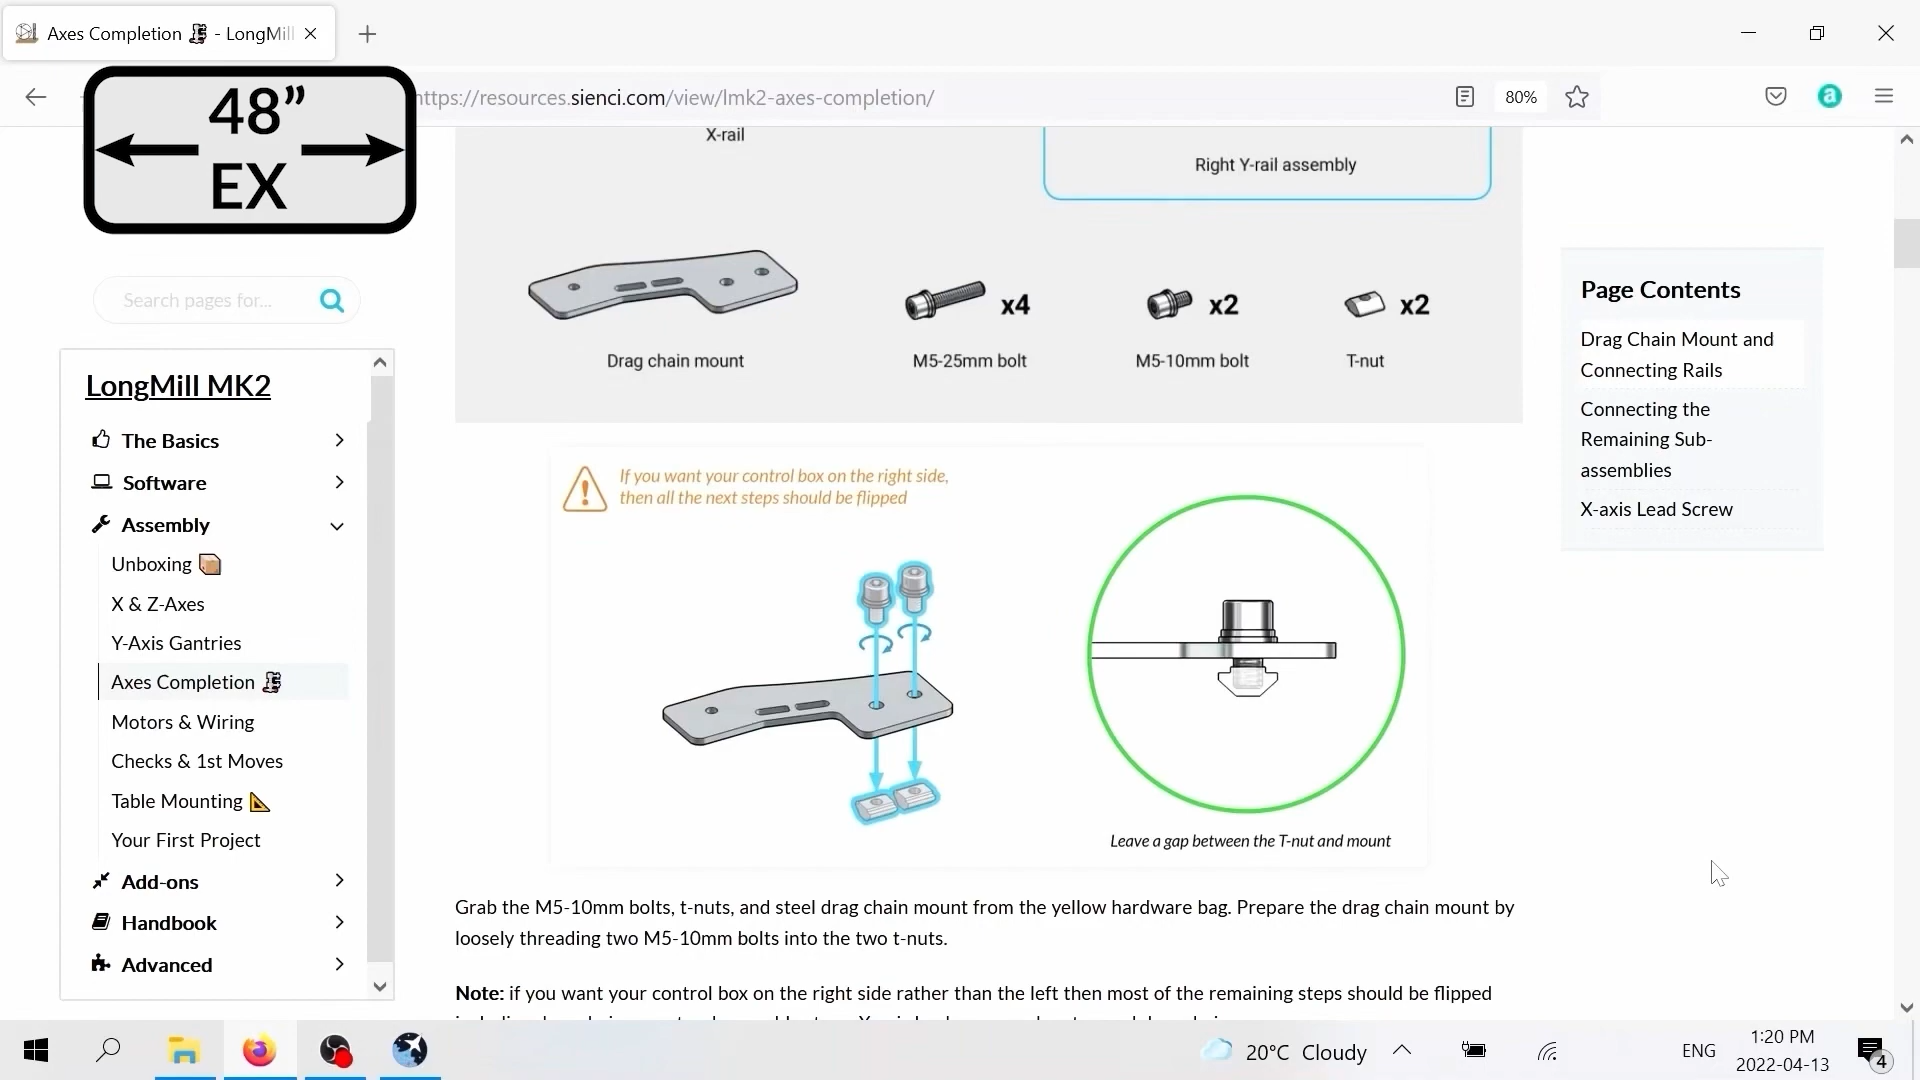 Axes Completion - LongMill
48”
EX
https://resources.sienci.com/view/lmk2-axes-completion/
80%
X-rail
Right Y-rail assembly
Search pages for...
x4
x2
x2
Drag chain mount
M5-25mm bolt
M5-10mm bolt
T-nut
Page Contents
Drag Chain Mount and
Connecting Rails
Connecting the
Remaining Sub-
assemblies
X-axis Lead Screw
LongMill MK2
The Basics
Software
Assembly
Unboxing
X & Z-Axes
Y-Axis Gantries
Axes Completion
Motors & Wiring
Checks & 1st Moves
Table Mounting
Your First Project
Add-ons
Handbook
Advanced
If you want your control box on the right side,
then all the next steps should be flipped
Leave a gap between the T-nut and mount
Grab the M5-10mm bolts, t-nuts, and steel drag chain mount from the yellow hardware bag. Prepare the drag chain mount by
loosely threading two M5-10mm bolts into the two t-nuts.
Note: if you want your control box on the right side rather than the left then most of the remaining steps should be flipped
20°C Cloudy
ENG
1:20 PM
2022-04-13
4